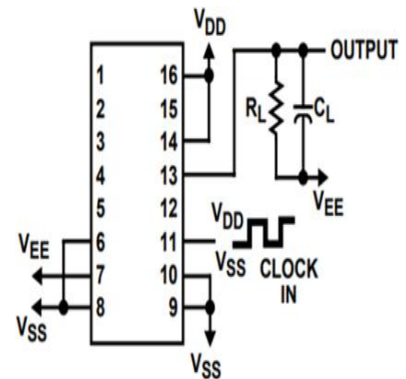 VDD
OUTPUT
1 16
2 15
3 14
4 13
5 12
6 11
7 10
8 9
RL
CL
VEE
VDD
VSS
CLOCK
IN
VEE
VSS
VSS